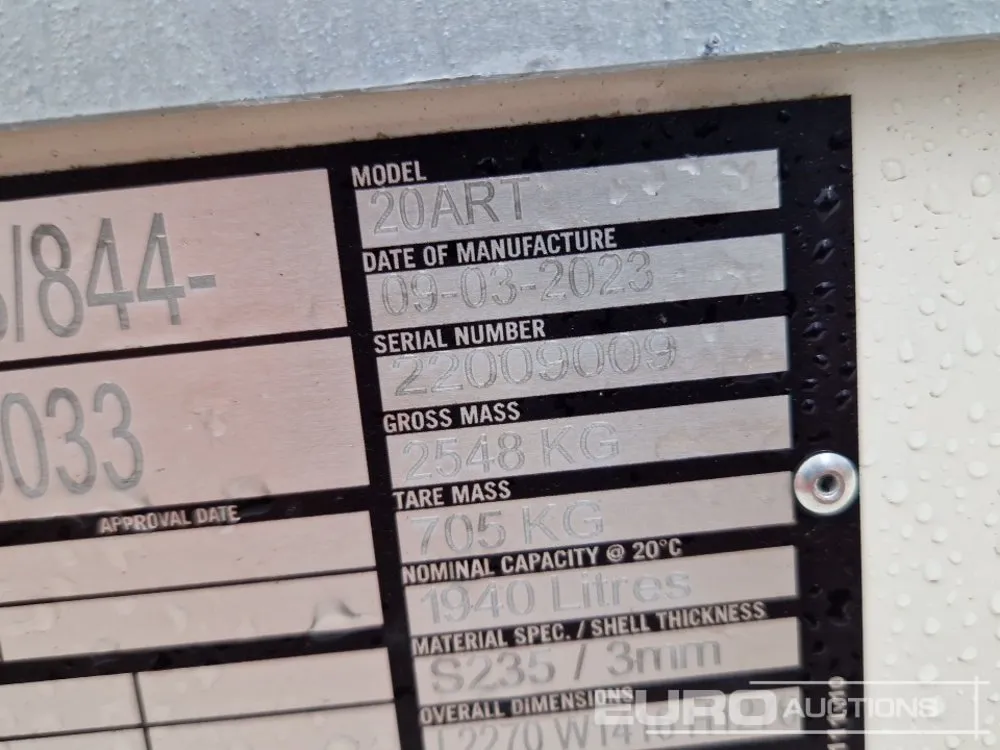 /844-
033
APPROVAL DATE
MODEL
20ART
DATE OF MANUFACTURE
09-03-2023
SERIAL NUMBER
22009009
GROSS MASS
2548 KG
TARE MASS
705 KG
NOMINAL CAPACITY @ 20°C
1940 Litres
MATERIAL SPEC. / SHELL THICKNESS
S235 / 3mm
OVERALL DIMENSIONS
L2270
EURO AUCTIONS